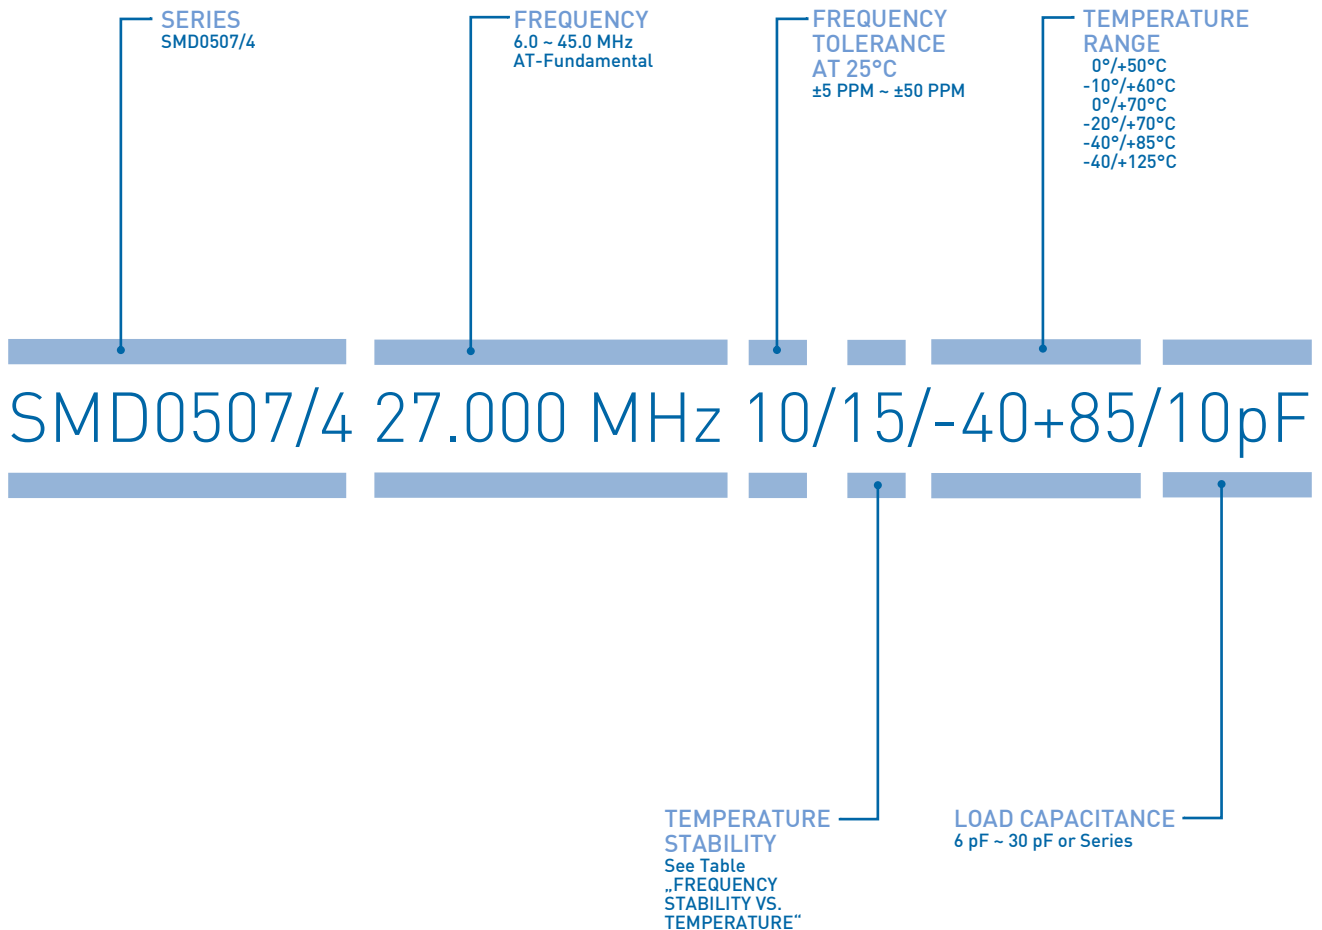 SERIES
SMD0507/4
FREQUENCY
6.0 ~ 45.0 MHz
AT-Fundamental
FREQUENCY
TOLERANCE
AT 25°C
±5 PPM ~ ±50 PPM
TEMPERATURE
RANGE
0°/+50°C
-10°/+60°C
0°/+70°C
-20°/+70°C
-40°/+85°C
-40/+125°C
SMD0507/4 27.000 MHz 10/15/-40+85/10pF
TEMPERATURE
STABILITY
See Table
„FREQUENCY
STABILITY VS.
TEMPERATURE“
LOAD CAPACITANCE
6 pF ~ 30 pF or Series